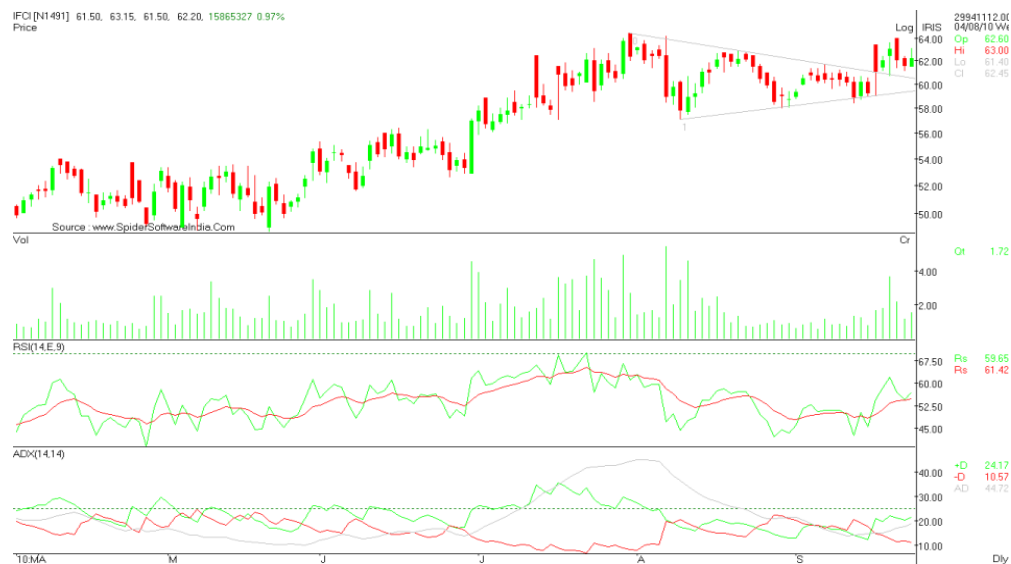 IFCI [N1491] 61.50, 63.15, 61.50, 62.20, 15865327 0.97%
Price
Log
IRIS
29941112.00
04/08/10 We
Op 62.60
Hi 63.00
Lo 61.40
Cl 62.45
64.00
62.00
60.00
58.00
56.00
54.00
52.00
50.00
1
Source : www.SpiderSoftwareIndia.Com
Vol
Cr
Qt 1.72
4.00
2.00
RSI(14,E,9)
Rs 59.65
Rs 61.42
67.50
60.00
52.50
45.00
ADX(14,14)
+D 24.17
-D 10.57
AD 44.72
40.00
30.00
20.00
10.00
'10:MA M J J A S Dly